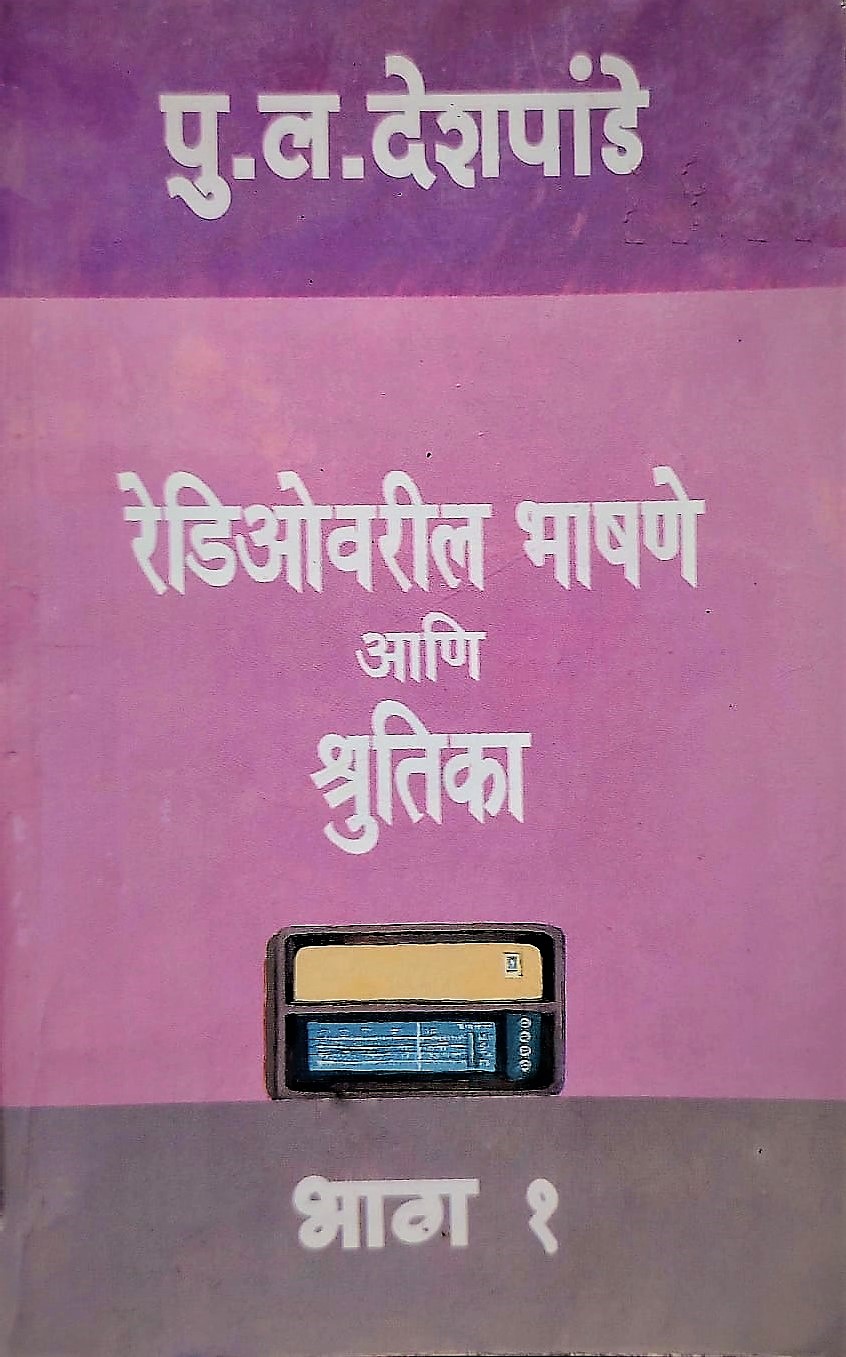 पु.ल.देशपांडे
रेडिओवरील भाषणे
आणि
श्रुतिका
भाग १